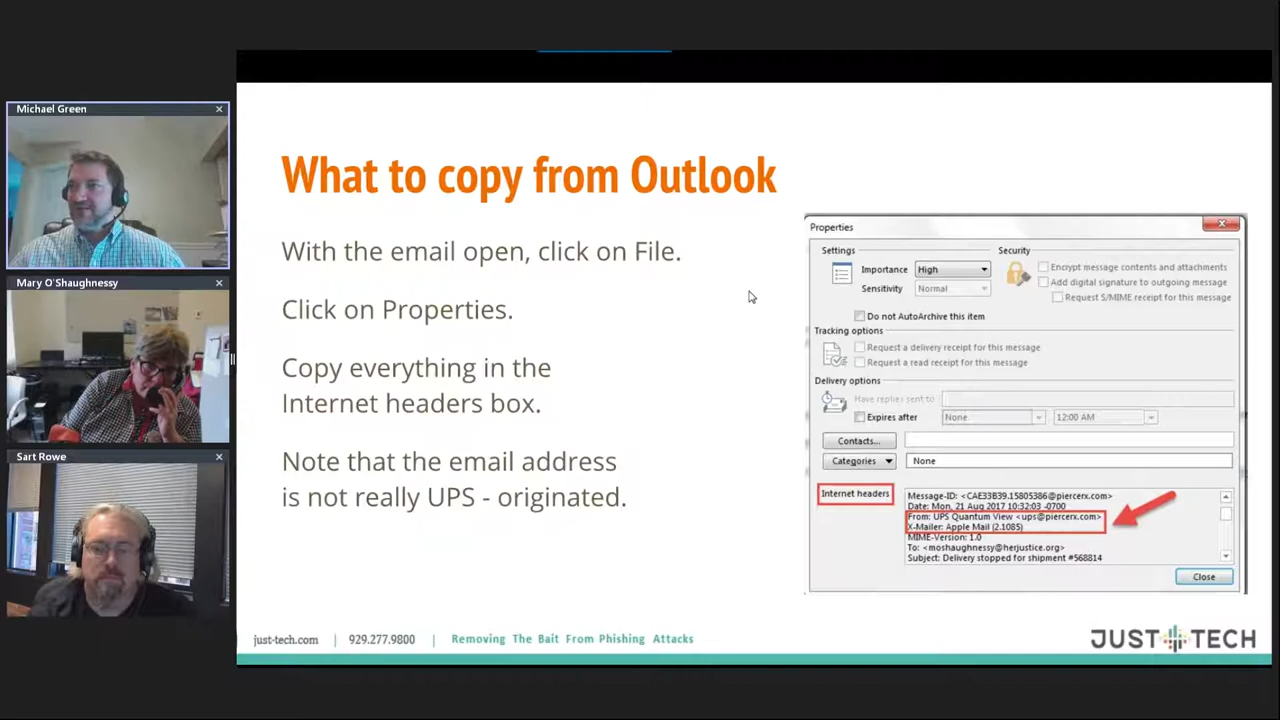 Michael Green
Mary O'Shaughnessy
Sart Rowe
What to copy from Outlook
With the email open, click on File.
Click on Properties.
Copy everything in the
Internet headers box.
Note that the email address
is not really UPS - originated.
Properties
Settings
Security
Importance High
Sensitivity Normal
Encrypt message contents and attachments
Add digital signature to outgoing message
Request S/MIME receipt for this message
Do not AutoArchive this item
Tracking options
Request a delivery receipt for this message
Request a read receipt for this message
Delivery options
Have replies sent to
Expires after None 12:00 AM
Contacts...
Categories None
Internet headers
Message-ID: <CAE33B39.15805386@piercerx.com>
Date: Mon, 21 Aug 2017 10:32:03 -0700
From: UPS Quantum View <ups@piercerx.com>
X-Mailer: Apple Mail (2.1085)
MIME-Version: 1.0
To: <moshaughnessy@herjustice.org>
Subject: Delivery stopped for shipment #568814
Close
just-tech.com | 929.277.9800 | Removing The Bait From Phishing Attacks
JUST TECH